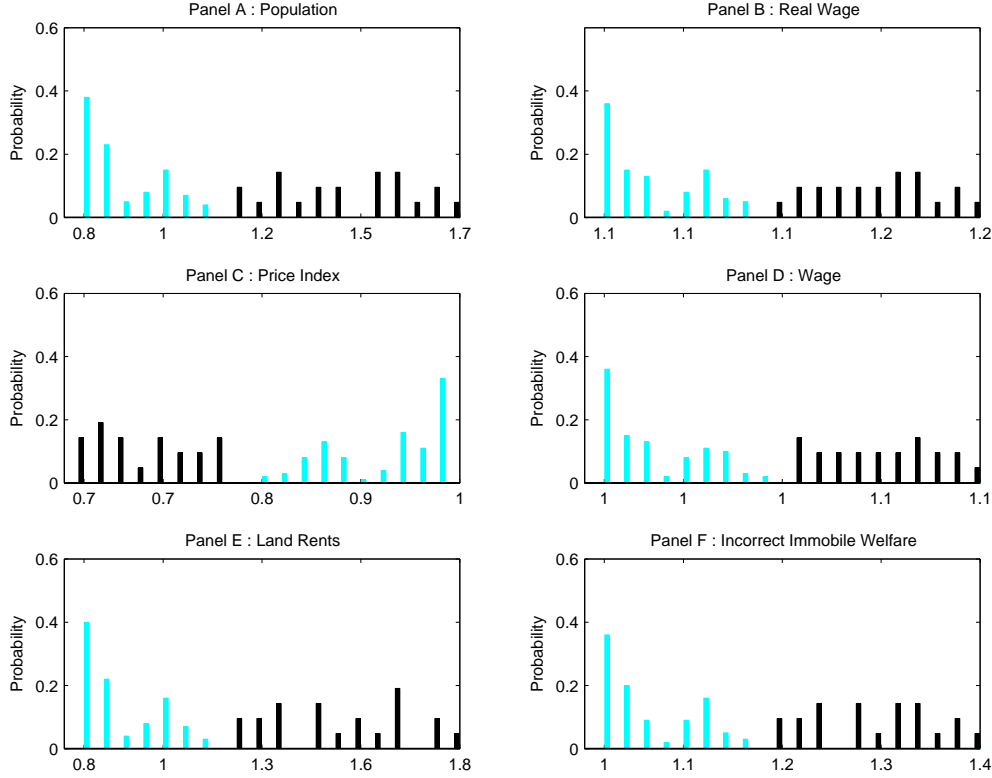 Panel A : Population
Probability
0.6
0.4
0.2
0
0.8 1 1.2 1.5 1.7
Panel B : Real Wage
Probability
0.6
0.4
0.2
0
1.1 1.1 1.1 1.2 1.2
Panel C : Price Index
Probability
0.6
0.4
0.2
0
0.7 0.7 0.8 0.9 1
Panel D : Wage
Probability
0.6
0.4
0.2
0
1 1 1 1.1 1.1
Panel E : Land Rents
Probability
0.6
0.4
0.2
0
0.8 1 1.3 1.6 1.8
Panel F : Incorrect Immobile Welfare
Probability
0.6
0.4
0.2
0
1 1.1 1.2 1.3 1.4